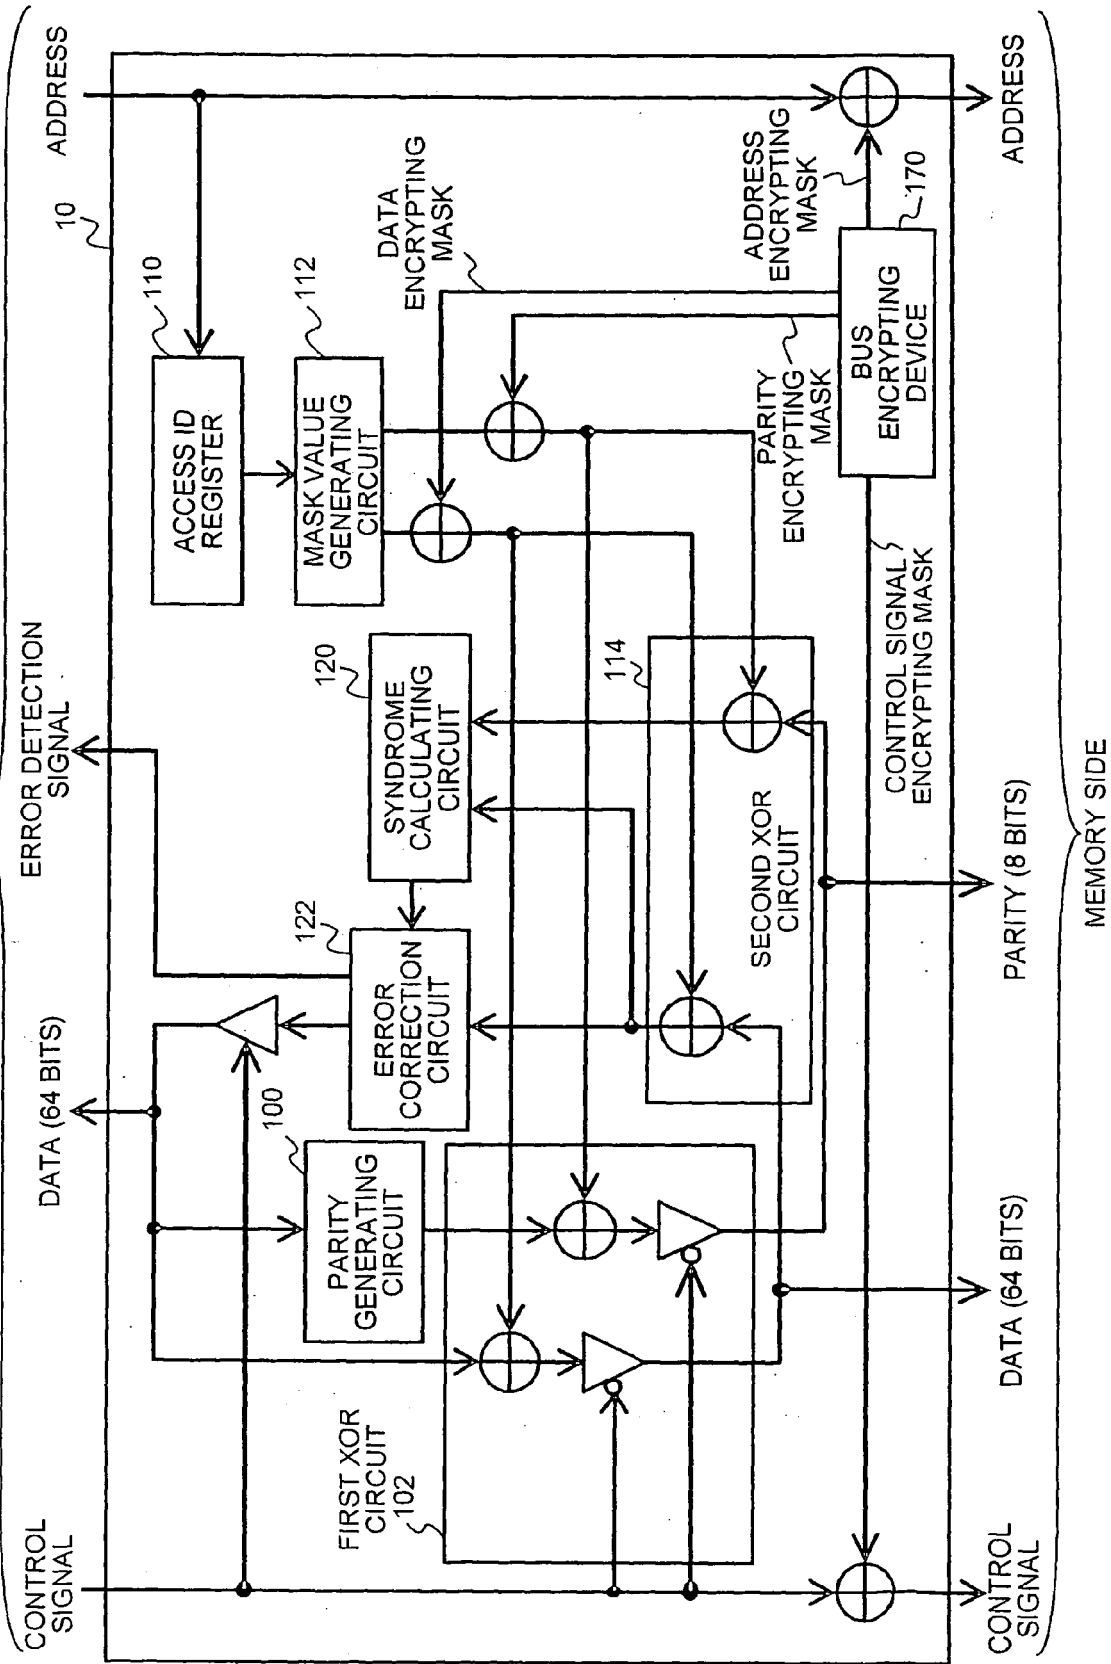 CONTROL
SIGNAL
DATA (64 BITS)
ERROR DETECTION
SIGNAL
ADDRESS
10
FIRST XOR
CIRCUIT
102
100
PARITY
GENERATING
CIRCUIT
122
ERROR
CORRECTION
CIRCUIT
120
SYNDROME
CALCULATING
CIRCUIT
110
ACCESS ID
REGISTER
112
MASK VALUE
GENERATING
CIRCUIT
DATA
ENCRYPTING
MASK
114
SECOND XOR
CIRCUIT
PARITY
ENCRYPTING
MASK
ADDRESS
ENCRYPTING
MASK
170
BUS
ENCRYPTING
DEVICE
CONTROL SIGNAL
ENCRYPTING MASK
CONTROL
SIGNAL
DATA (64 BITS)
PARITY (8 BITS)
ADDRESS
MEMORY SIDE